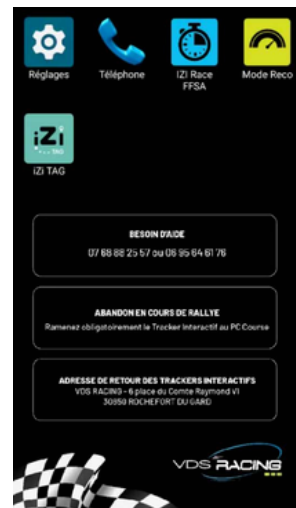 Réglages
Téléphone
IZI Race FFSA
Mode Reco
iZi
TAG
iZi TAG
BESOIN D'AIDE
07 68 88 25 57 ou 06 95 64 61 76
ABANDON EN COURS DE RALLYE
Ramenez obligatoirement le Tracker Interactif au PC Course
ADRESSE DE RETOUR DES TRACKERS INTERACTIFS
VDS RACING - 6 place du Comte Raymond VI
30650 ROCHEFORT DU GARD
VDS RACING